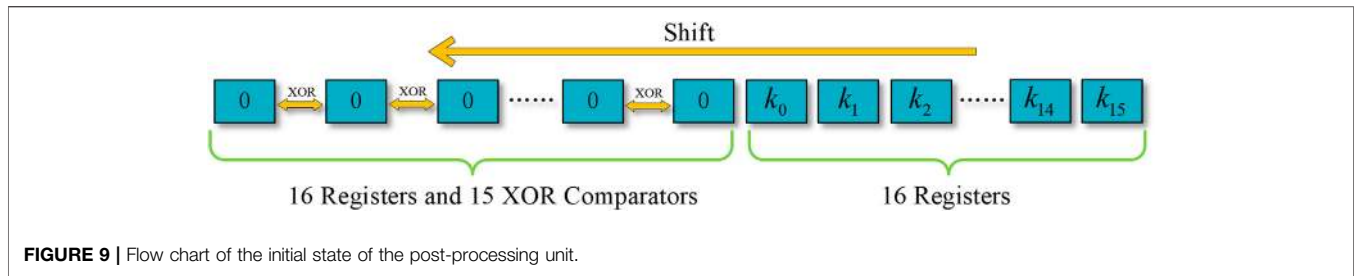 Shift
0 XOR 0 XOR 0 ...... 0 XOR 0 k₀ k₁ k₂ ...... k₁₄ k₁₅
16 Registers and 15 XOR Comparators 16 Registers
FIGURE 9 | Flow chart of the initial state of the post-processing unit.